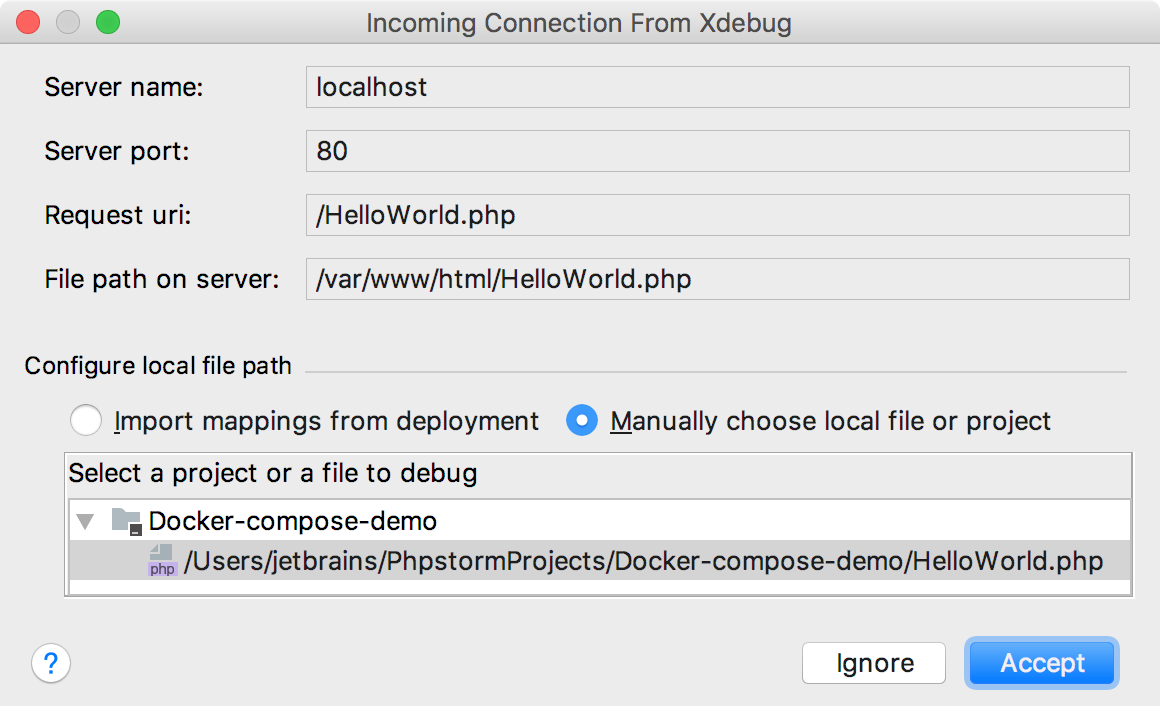 Incoming Connection From Xdebug
Server name: localhost
Server port: 80
Request uri: /HelloWorld.php
File path on server: /var/www/html/HelloWorld.php
Configure local file path
Import mappings from deployment Manually choose local file or project
Select a project or a file to debug
Docker-compose-demo
php /Users/jetbrains/PhpstormProjects/Docker-compose-demo/HelloWorld.php
? Ignore Accept